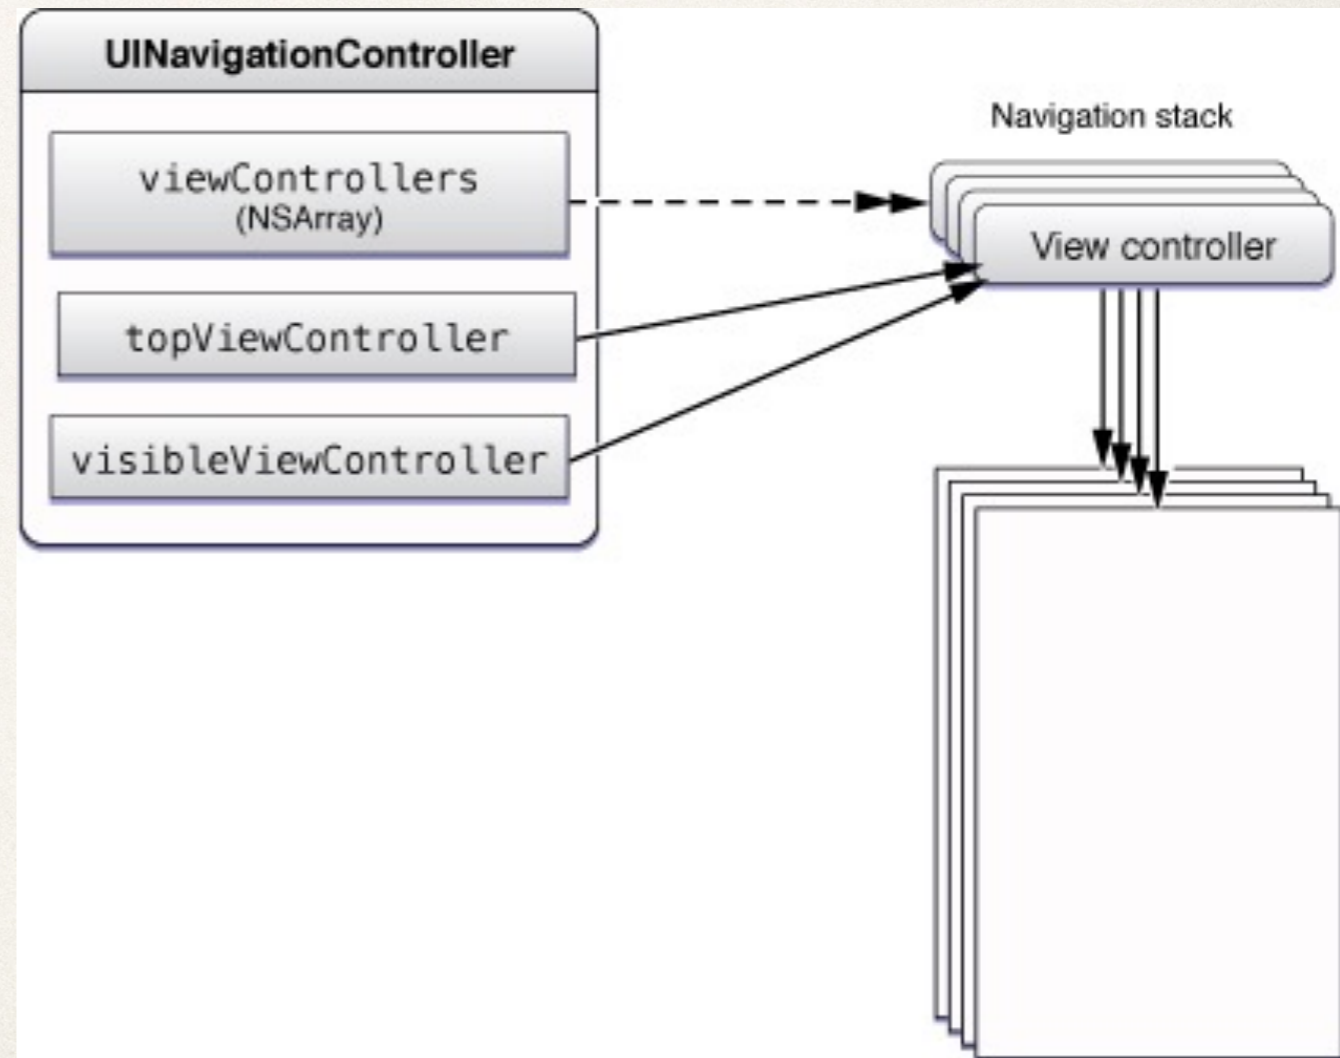 UINavigationController
viewControllers
(NSArray)
topViewController
visibleViewController
Navigation stack
View controller